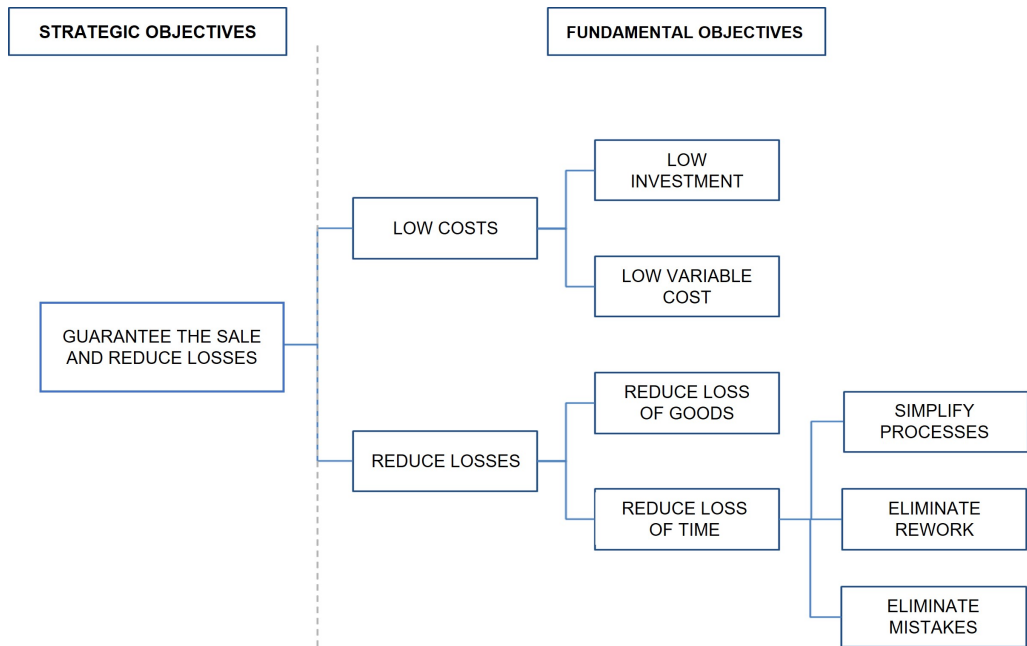 STRATEGIC OBJECTIVES
FUNDAMENTAL OBJECTIVES
LOW
INVESTMENT
LOW COSTS
LOW VARIABLE
COST
GUARANTEE THE SALE
AND REDUCE LOSSES
REDUCE LOSS
OF GOODS
SIMPLIFY
PROCESSES
REDUCE LOSSES
REDUCE LOSS
OF TIME
ELIMINATE
REWORK
ELIMINATE
MISTAKES